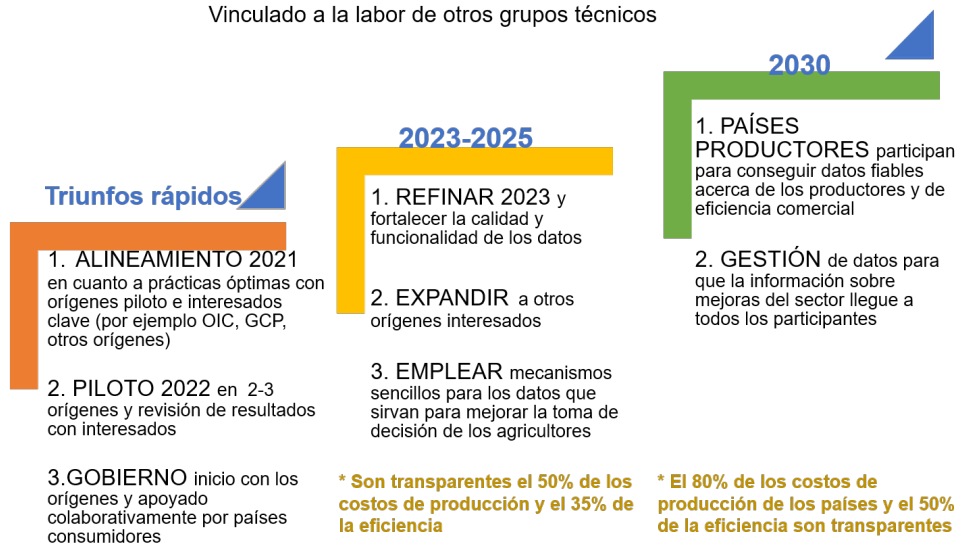 Vinculado a la labor de otros grupos técnicos
Triunfos rápidos
1. ALINEAMIENTO 2021
en cuanto a prácticas óptimas con
orígenes piloto e interesados
clave (por ejemplo OIC, GCP,
otros orígenes)
2. PILOTO 2022 en 2-3
orígenes y revisión de resultados
con interesados
3.GOBIERNO inicio con los
orígenes y apoyado
colaborativamente por países
consumidores
2023-2025
1. REFINAR 2023 y
fortalecer la calidad y
funcionalidad de los datos
2. EXPANDIR a otros
orígenes interesados
3. EMPLEAR mecanismos
sencillos para los datos que
sirvan para mejorar la toma de
decisión de los agricultores
* Son transparentes el 50% de los
costos de producción y el 35% de
la eficiencia
2030
1. PAÍSES
PRODUCTORES participan
para conseguir datos fiables
acerca de los productores y de
eficiencia comercial
2. GESTIÓN de datos para
que la información sobre
mejoras del sector llegue a
todos los participantes
* El 80% de los costos de
producción de los países y el 50%
de la eficiencia son transparentes